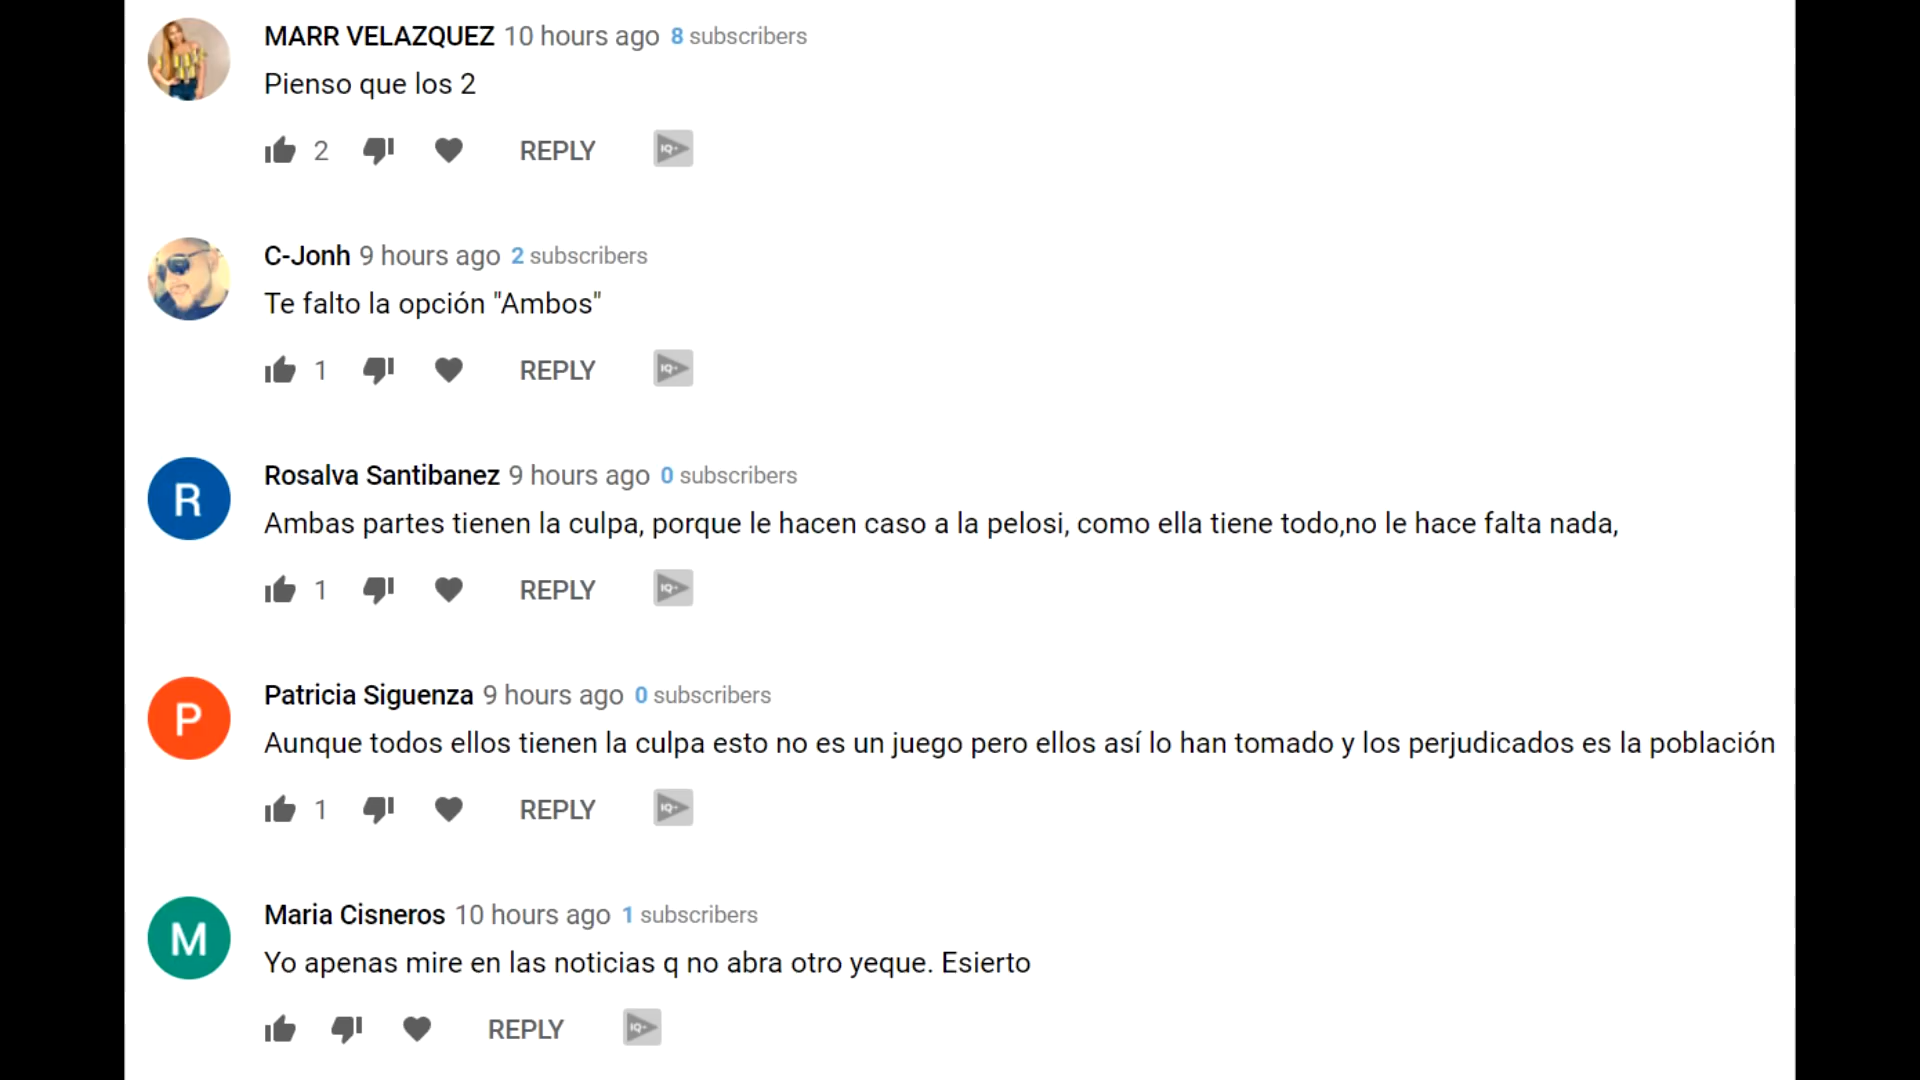 MARR VELAZQUEZ 10 hours ago 8 subscribers
Pienso que los 2
2 REPLY IQ+
C-Jonh 9 hours ago 2 subscribers
Te falto la opción "Ambos"
1 REPLY IQ+
R
Rosalva Santibanez 9 hours ago 0 subscribers
Ambas partes tienen la culpa, porque le hacen caso a la pelosi, como ella tiene todo,no le hace falta nada,
1 REPLY IQ+
P
Patricia Siguenza 9 hours ago 0 subscribers
Aunque todos ellos tienen la culpa esto no es un juego pero ellos así lo han tomado y los perjudicados es la población
1 REPLY IQ+
M
Maria Cisneros 10 hours ago 1 subscribers
Yo apenas mire en las noticias q no abra otro yeque. Esierto
REPLY IQ+